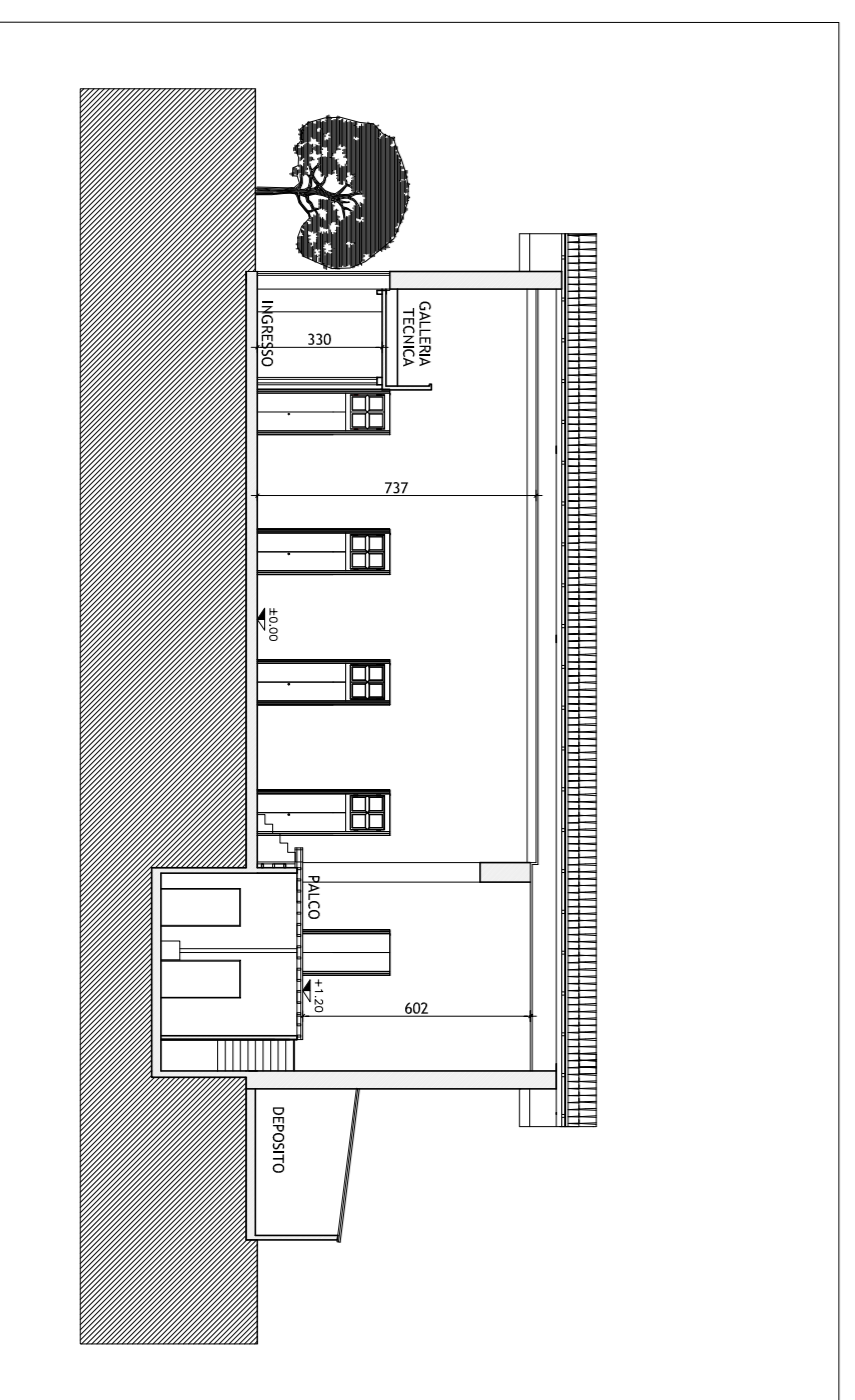 GALLERIA
TECNICA
INGRESSO
330
737
±0.00
PALCO
+1.20
602
DEPOSITO